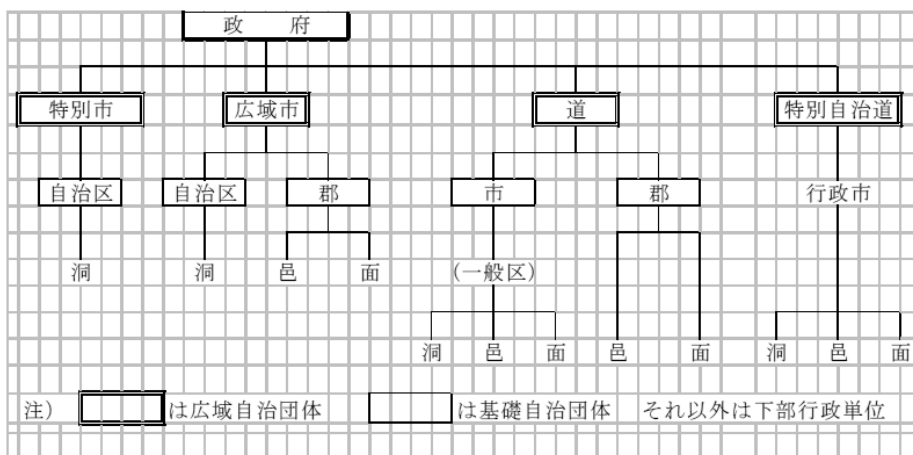 政 府
特別市 広域市 道 特別自治道
自治区 自治区 郡 市 郡 行政市
洞 洞 邑 面 (一般区)
洞 邑 面 邑 面 洞 邑 面
注) は広域自治団体 は基礎自治団体 それ以外は下部行政単位